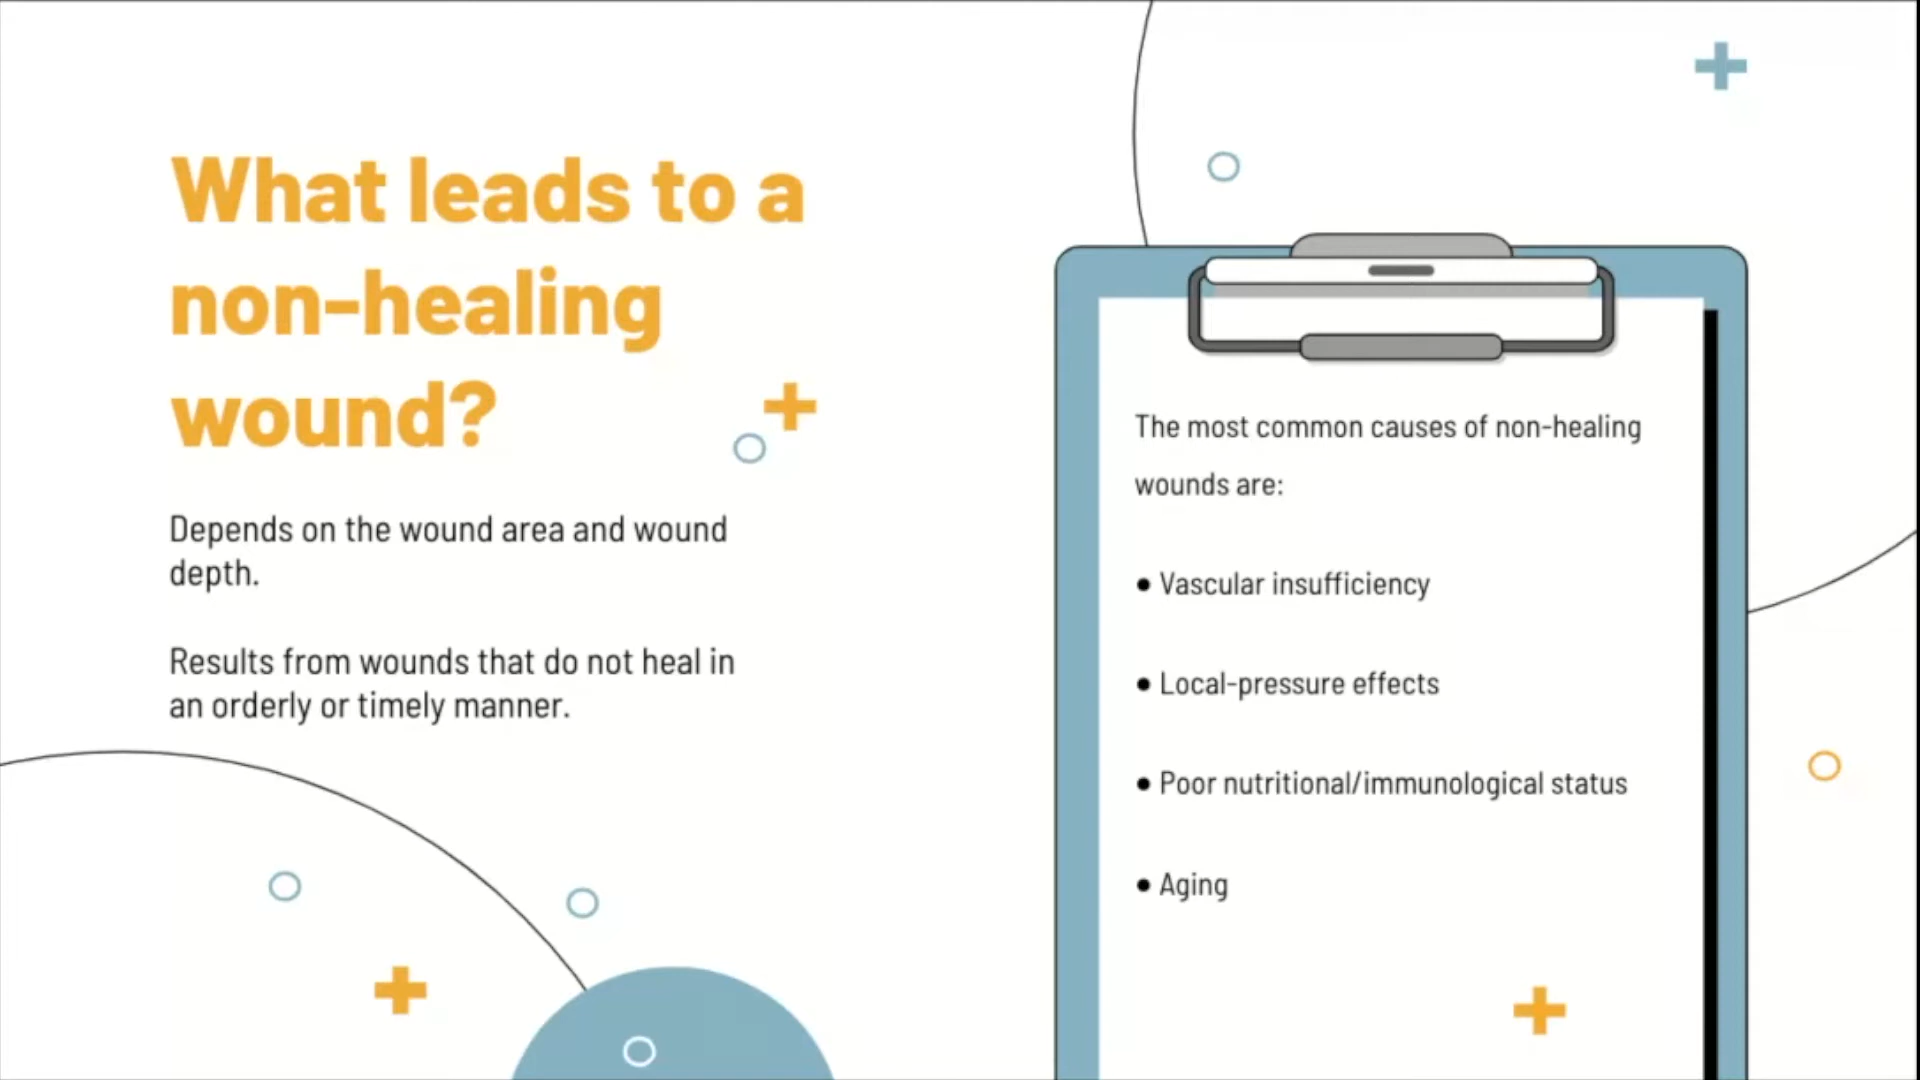 What leads to a
non-healing
wound?
Depends on the wound area and wound
depth.
Results from wounds that do not heal in
an orderly or timely manner.
The most common causes of non-healing
wounds are:
• Vascular insufficiency
• Local-pressure effects
• Poor nutritional/immunological status
• Aging